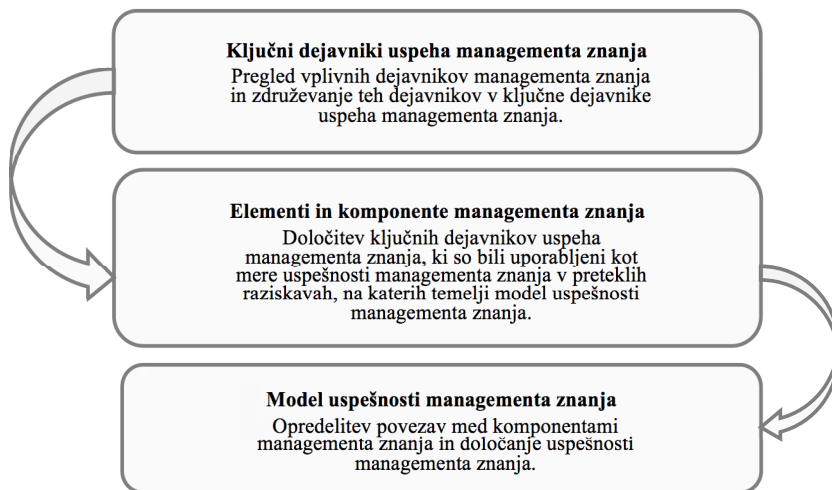 Ključni dejavniki uspeha managementa znanja
Pregled vplivnih dejavnikov managementa znanja
in združevanje teh dejavnikov v ključne dejavnike
uspeha managementa znanja.
Elementi in komponente managementa znanja
Določitev ključnih dejavnikov uspeha
managementa znanja, ki so bili uporabljeni kot
mere uspešnosti managementa znanja v preteklih
raziskavah, na katerih temelji model uspešnosti
managementa znanja.
Model uspešnosti managementa znanja
Opredelitev povezav med komponentami
managementa znanja in določanje uspešnosti
managementa znanja.